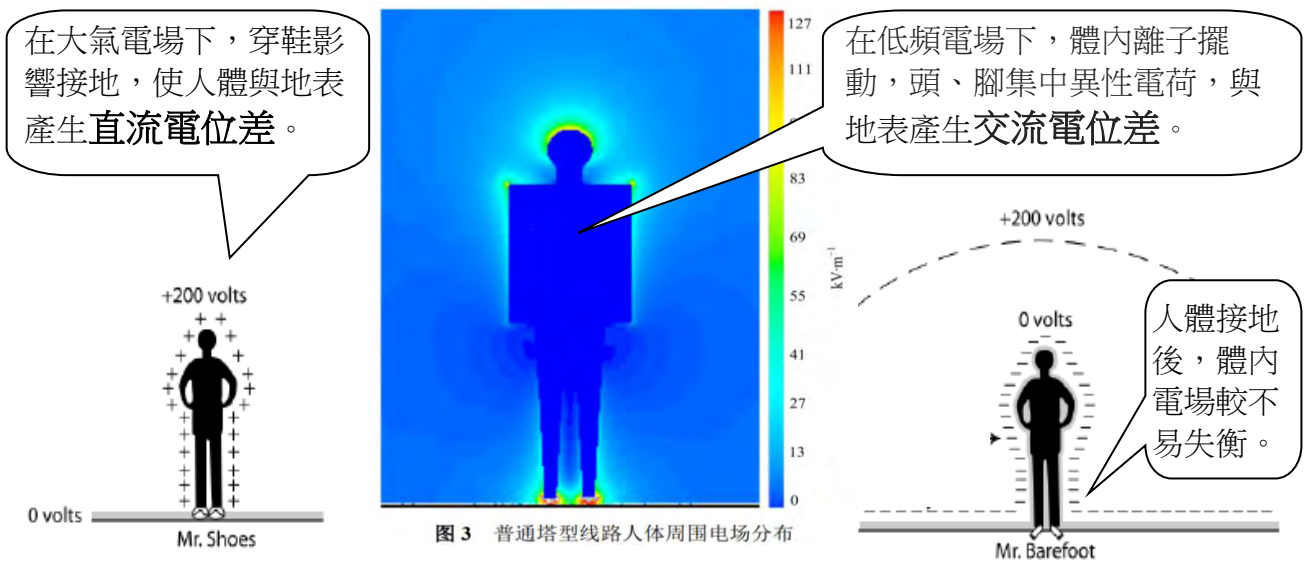 在大氣電場下，穿鞋影
響接地，使人體與地表
產生直流電位差。
+200 volts
0 volts
Mr. Shoes
127
111
83
69
55
41
27
13
0
kV·m⁻¹
图 3 普通塔型线路人体周围电场分布
在低頻電場下，體內離子擺
動，頭、腳集中異性電荷，與
地表產生交流電位差。
+200 volts
0 volts
人體接地
後，體內
電場較不
易失衡。
Mr. Barefoot